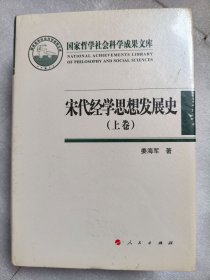 国家哲学社会科学成果文库
NATIONAL ACHIEVEMENTS LIBRARY
OF PHILOSOPHY AND SOCIAL SCIENCES
宋代经学思想发展史
(上卷)
姜海军 著
人民出版社